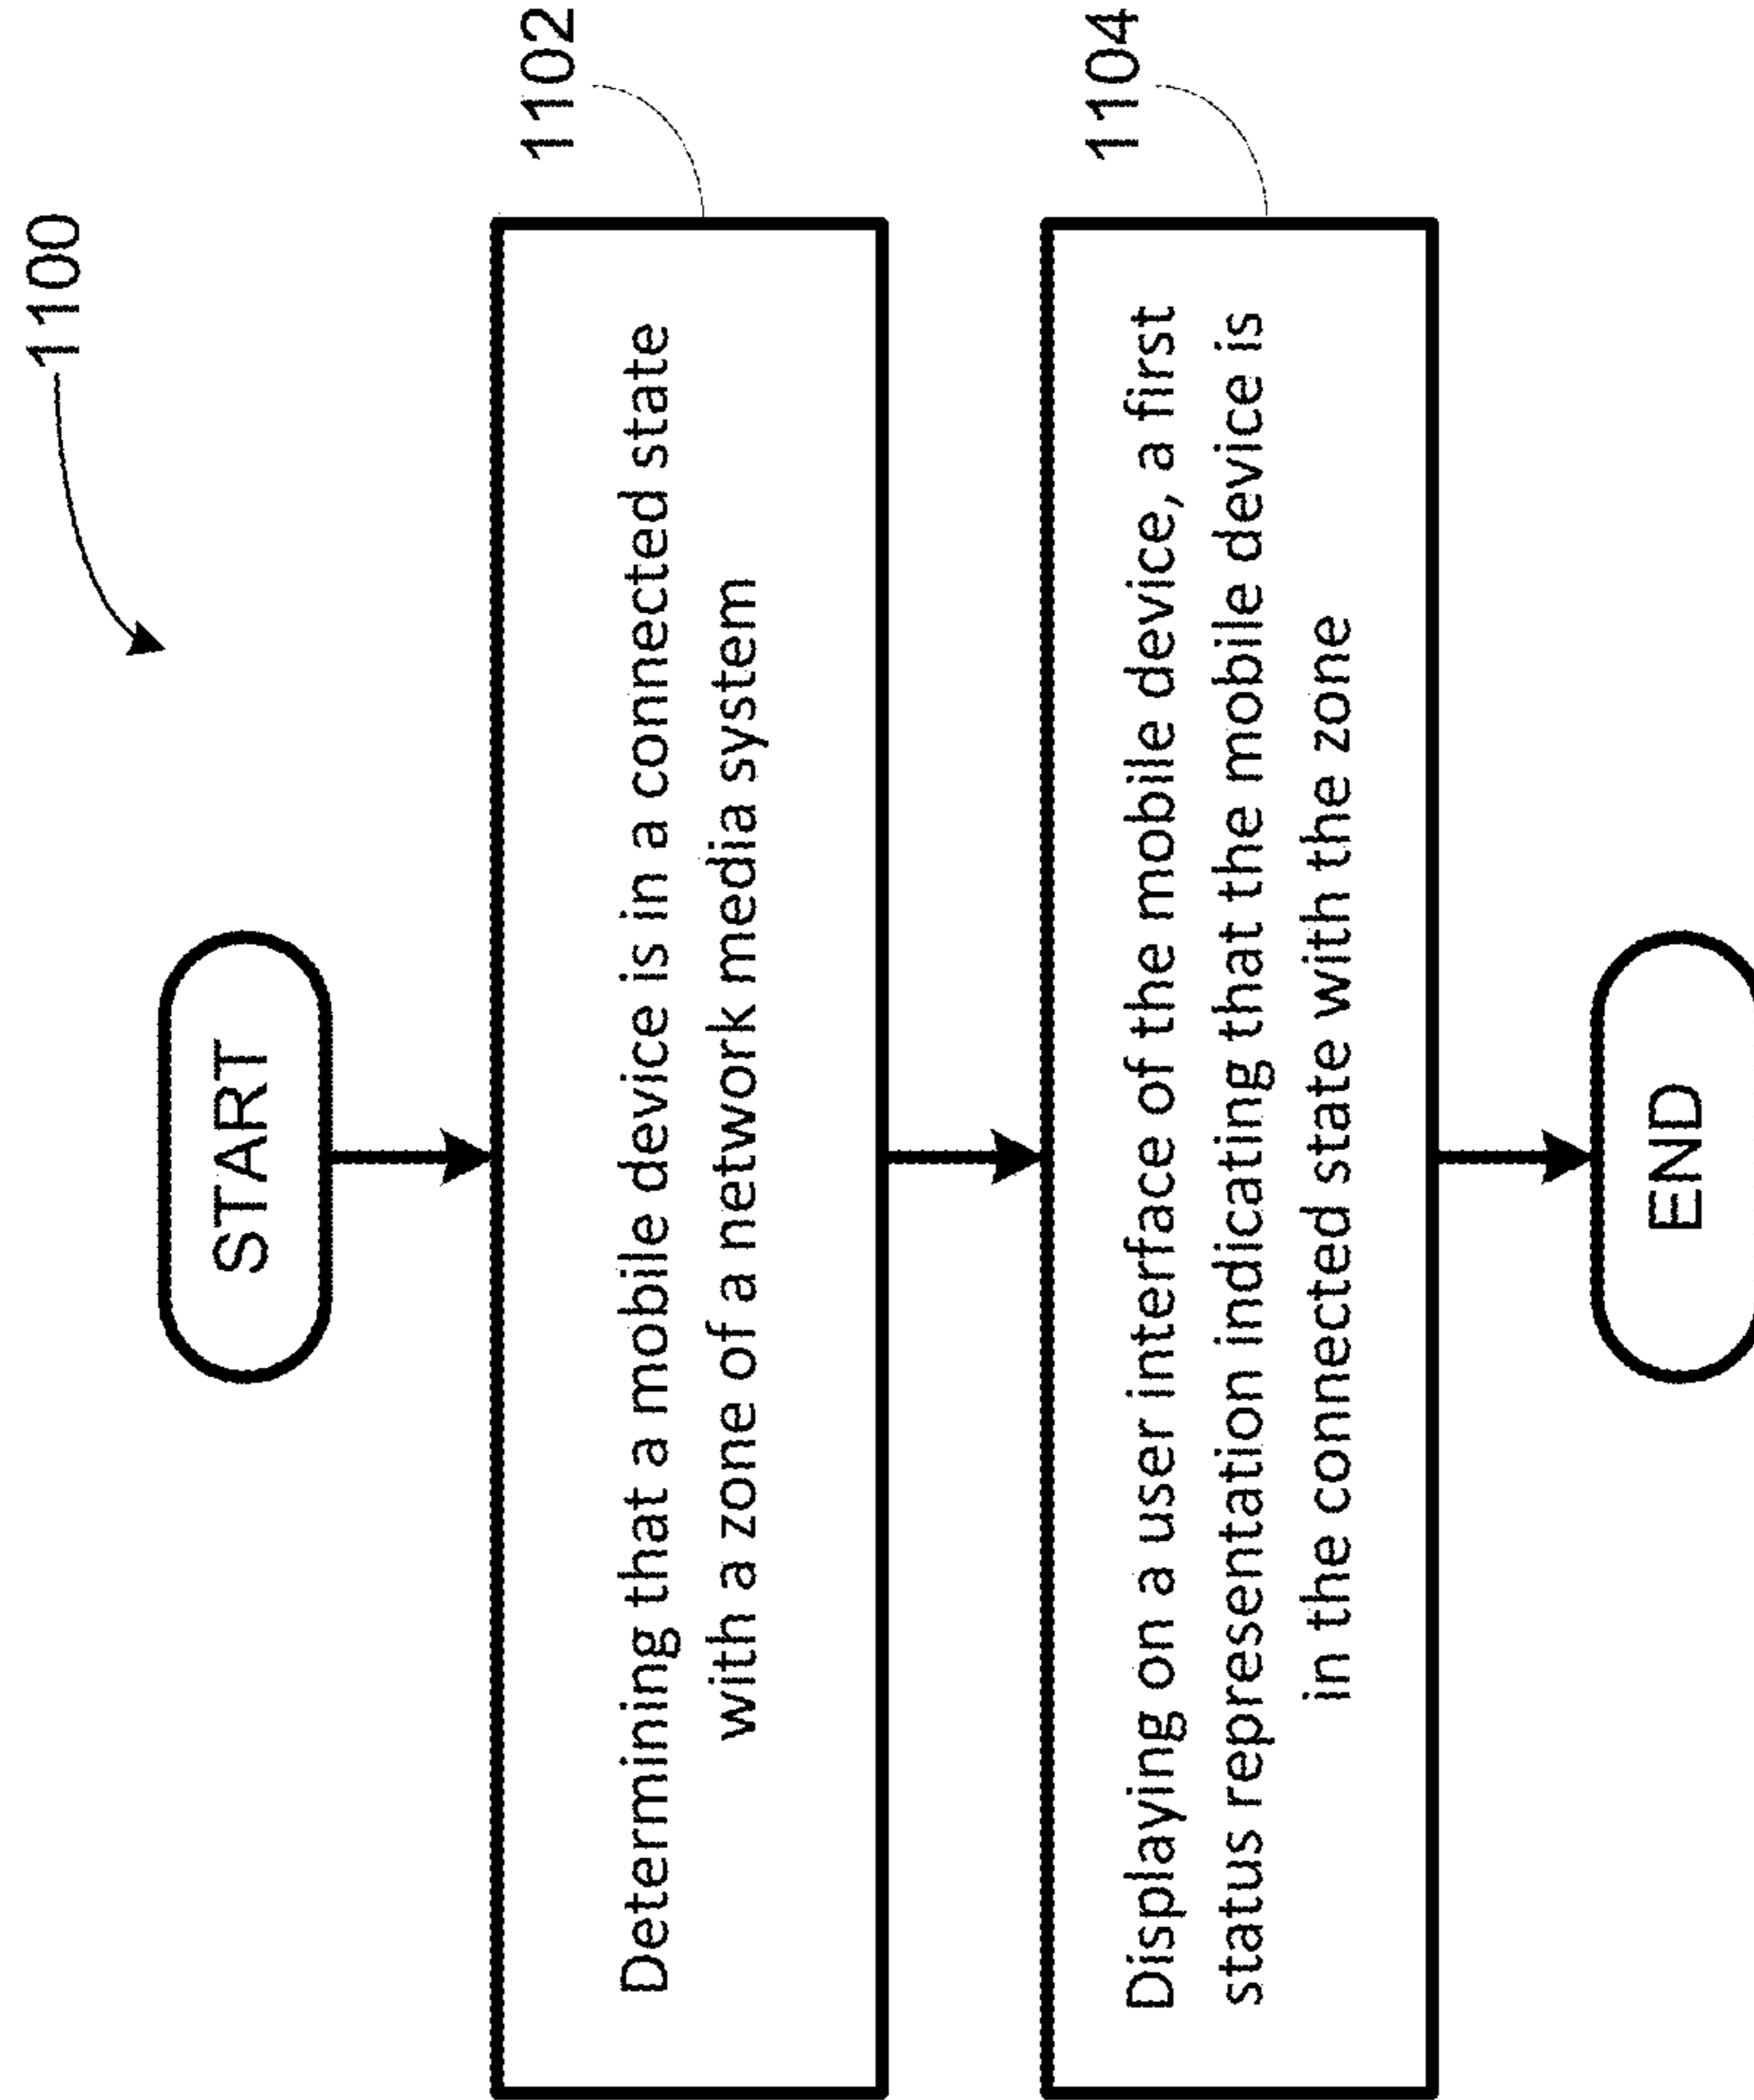 1100
START
Determining that a mobile device is in a connected state
with a zone of a network media system
1102
Displaying on a user interface of the mobile device, a first
status representation indicating that the mobile device is
in the connected state with the zone
1104
END